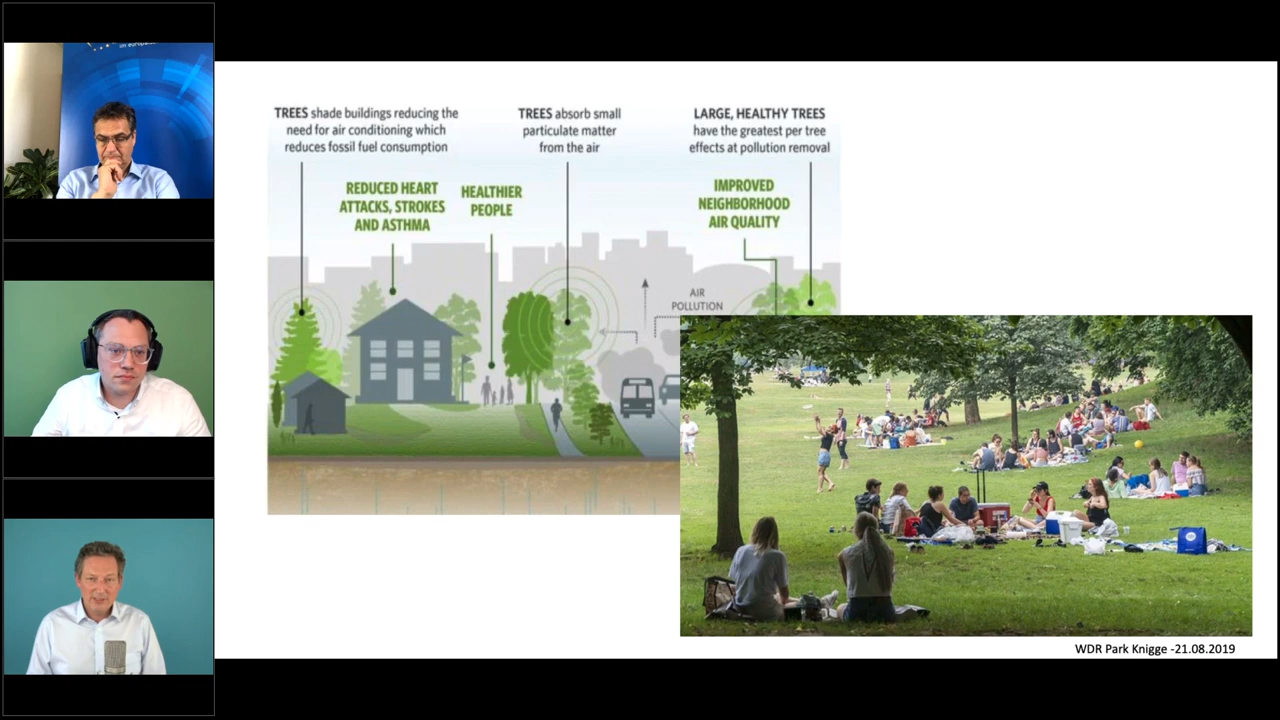 TREES shade buildings reducing the
need for air conditioning which
reduces fossil fuel consumption
TREES absorb small
particulate matter
from the air
LARGE, HEALTHY TREES
have the greatest per tree
effects at pollution removal
REDUCED HEART
ATTACKS, STROKES
AND ASTHMA
HEALTHIER
PEOPLE
IMPROVED
NEIGHBORHOOD
AIR QUALITY
AIR
POLLUTION
WDR Park Knigge -21.08.2019